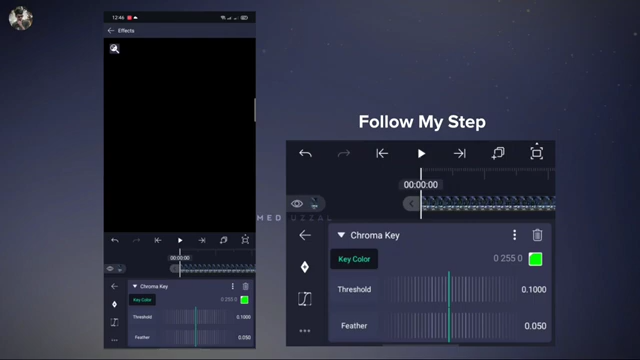 12:46
Effects
00:00:00
Chroma Key
Key Color
0 255 0
Threshold
0.1000
Feather
0.050
Follow My Step
00:00:00
MED UZZAL
Chroma Key
Key Color
0 255 0
Threshold
0.1000
Feather
0.050